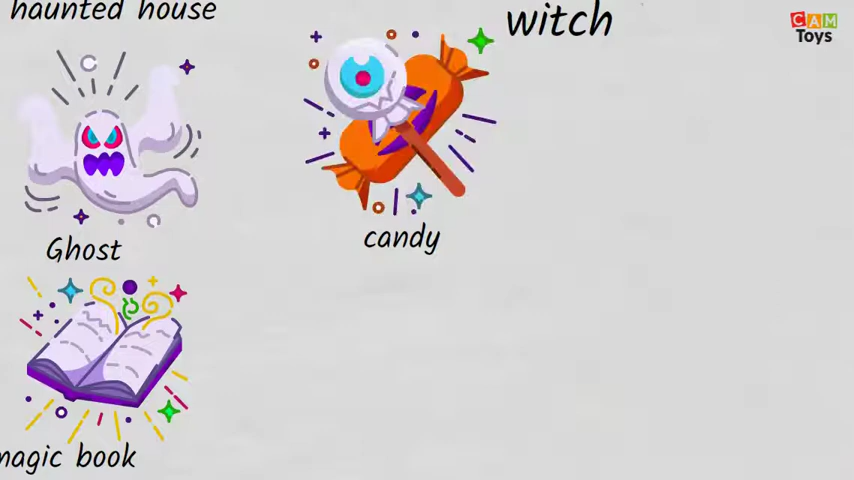 haunted house
witch
CAM
Toys
Ghost
candy
magic book